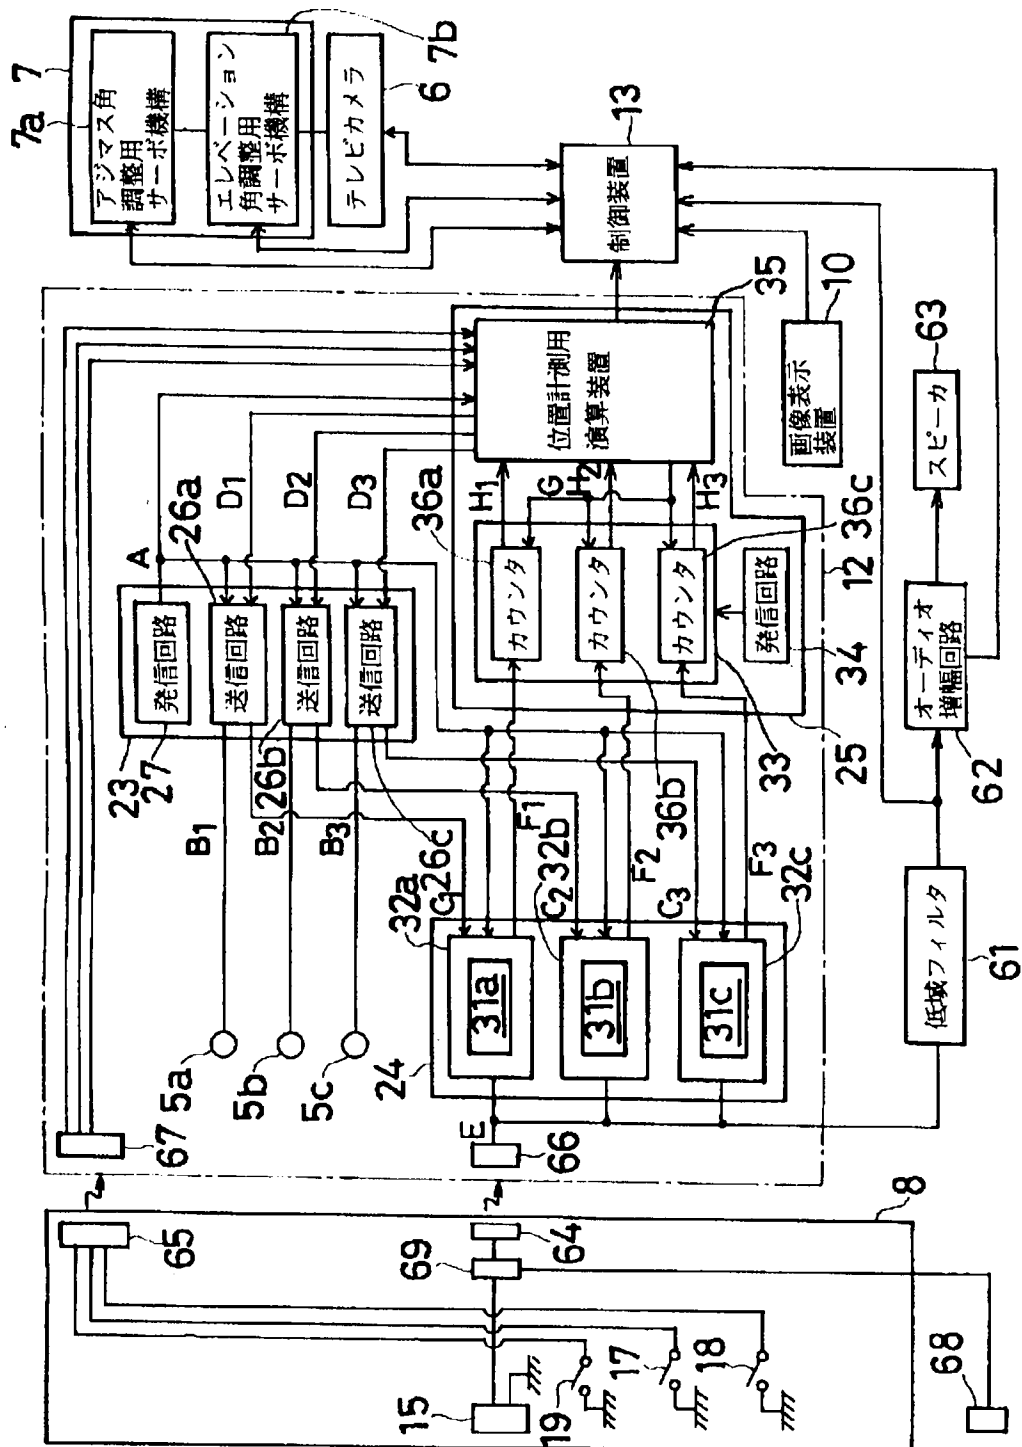 7
7a
アジマス角
調整用
サーボ機構
エレベーション
角調整用
サーボ機構
7b
テレビカメラ
6
制御装置
13
位置計測用
演算装置
35
画像表示
装置
10
スピーカ
63
オーディオ
増幅回路
62
低域フィルタ
61
23
27
発信回路
A
26a
送信回路
D1
26b
送信回路
D2
26c
送信回路
D3
B1
B2
B3
5a
5b
5c
36a
カウンタ
H1
G
カウンタ
H2
36b
カウンタ
H3
36c
発信回路
34
33
25
12
24
32a
C1
31a
F1
32b
C2
31b
F2
32c
C3
31c
F3
E
66
67
65
64
69
8
15
19
17
18
68